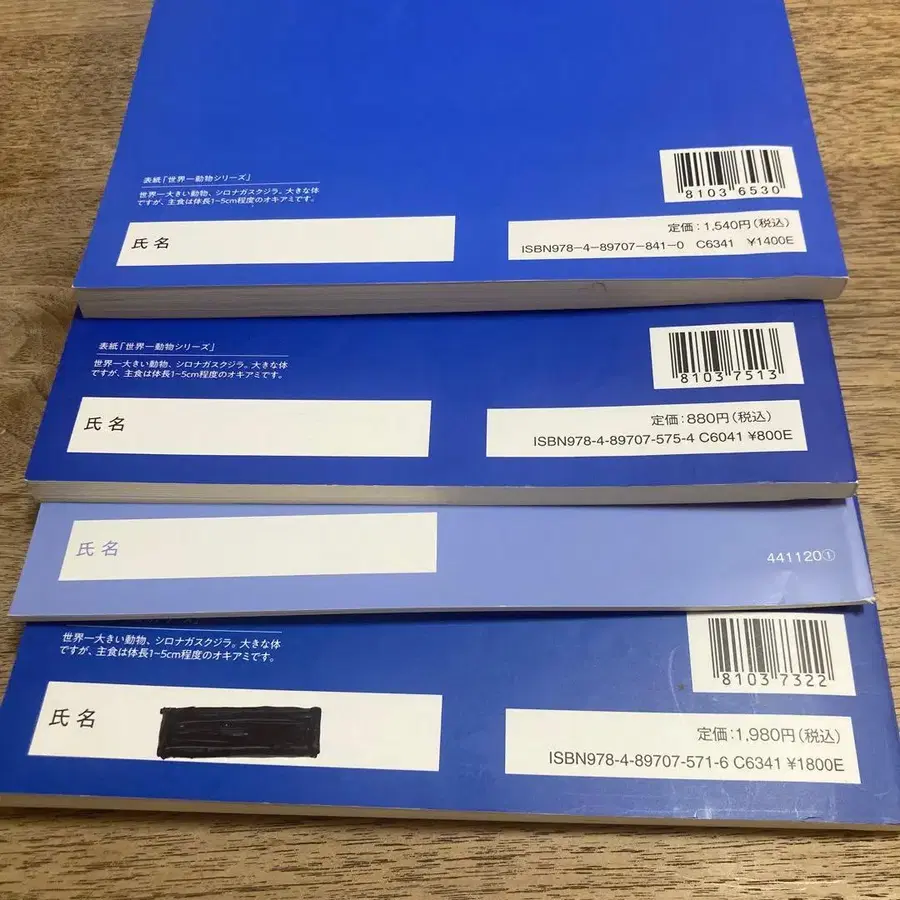 表紙「世界一動物シリーズ」
世界一大きい動物、シロナガスクジラ。大きな体
ですが、主食は体長1~5cm程度のオキアミです。
氏名
8103 6530
定価:1,540円(税込)
ISBN978-4-89707-841-0 C6341 ¥1400E
表紙「世界一動物シリーズ」
世界一大きい動物、シロナガスクジラ。大きな体
ですが、主食は体長1~5cm程度のオキアミです。
氏名
8103 7513
定価:880円(税込)
ISBN978-4-89707-575-4 C6041 ¥800E
氏名
441120①
世界一大きい動物、シロナガスクジラ。大きな体
ですが、主食は体長1~5cm程度のオキアミです。
氏名
8103 7322
定価:1,980円(税込)
ISBN978-4-89707-571-6 C6341 ¥1800E